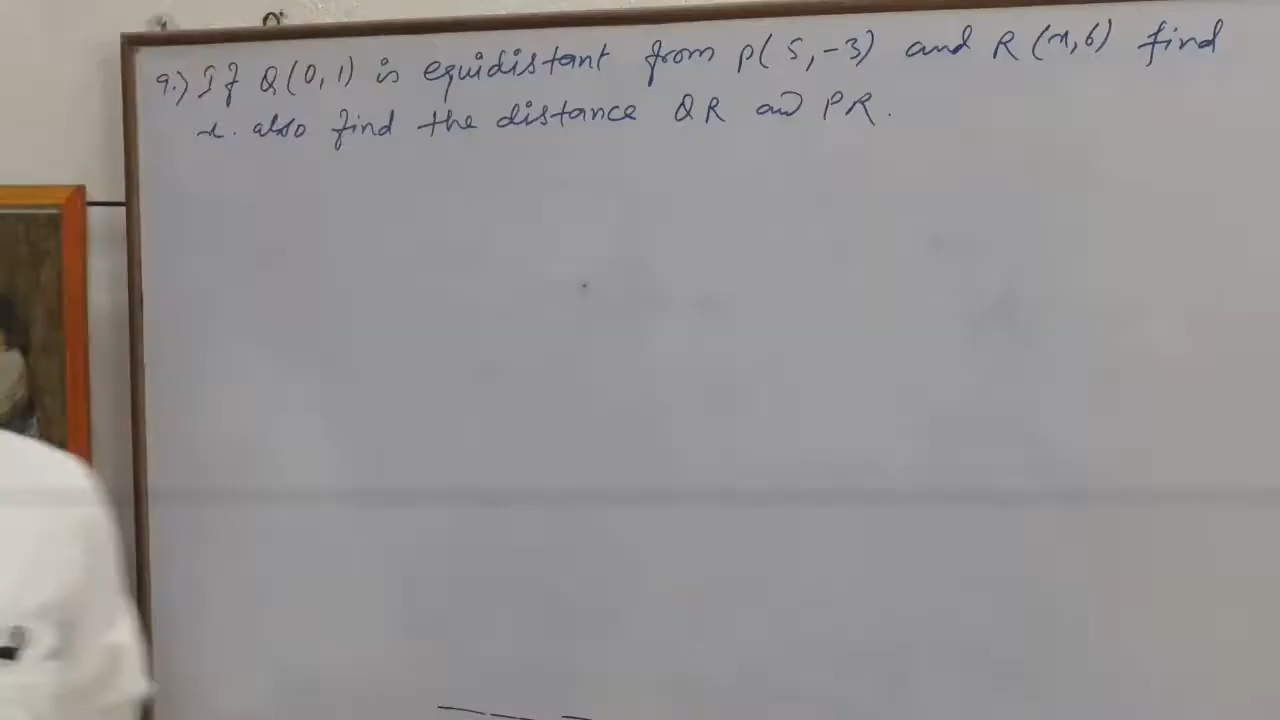 9.) If Q(0,1) is equidistant from P(5,-3) and R(x,6) find
x. also find the distance QR and PR.